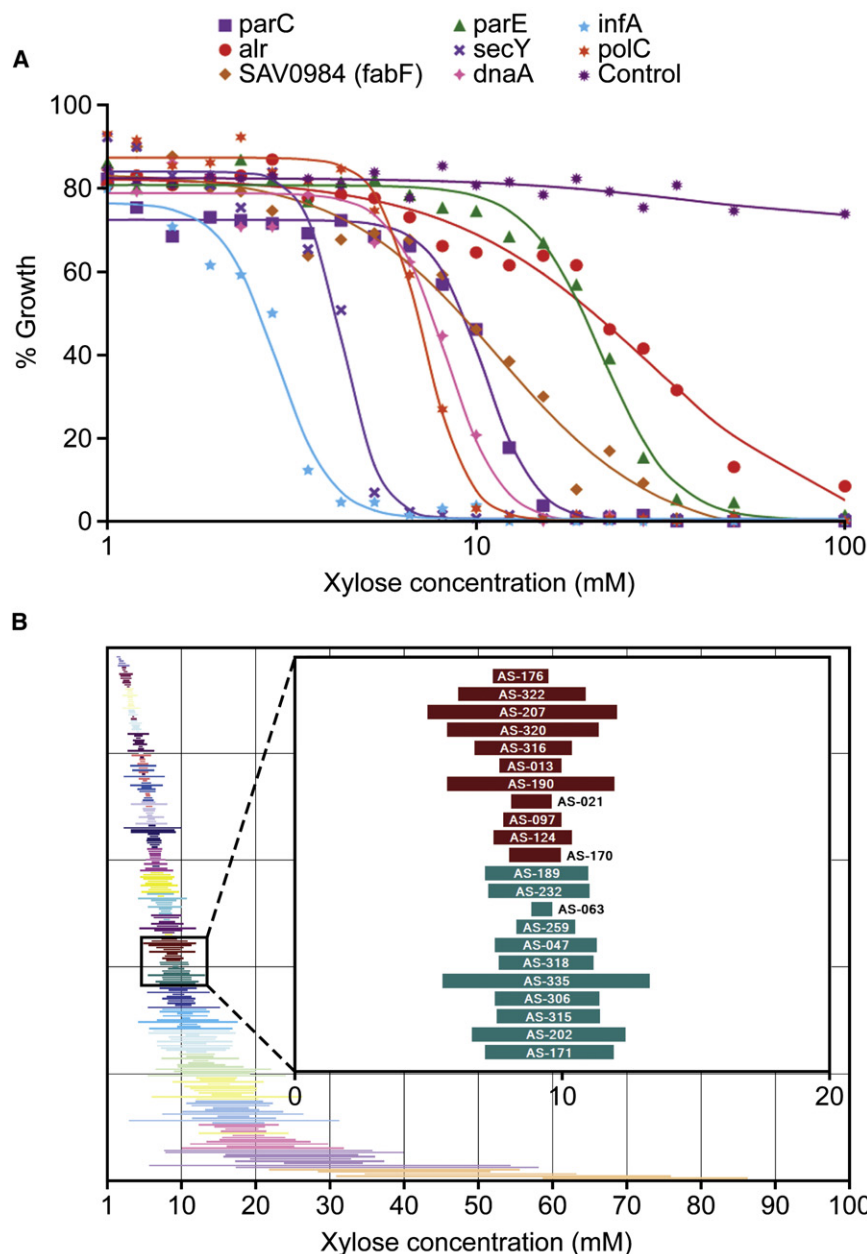 parC parE infA
alr secY polC
SAV0984 (fabF) dnaA Control
A
100
80
60
40
20
0
% Growth
1 10 100
Xylose concentration (mM)
B
AS-176
AS-322
AS-207
AS-320
AS-316
AS-013
AS-190
AS-021
AS-097
AS-124
AS-170
AS-189
AS-232
AS-063
AS-259
AS-047
AS-318
AS-335
AS-306
AS-315
AS-202
AS-171
0 10 20
1 10 20 30 40 50 60 70 80 90 100
Xylose concentration (mM)